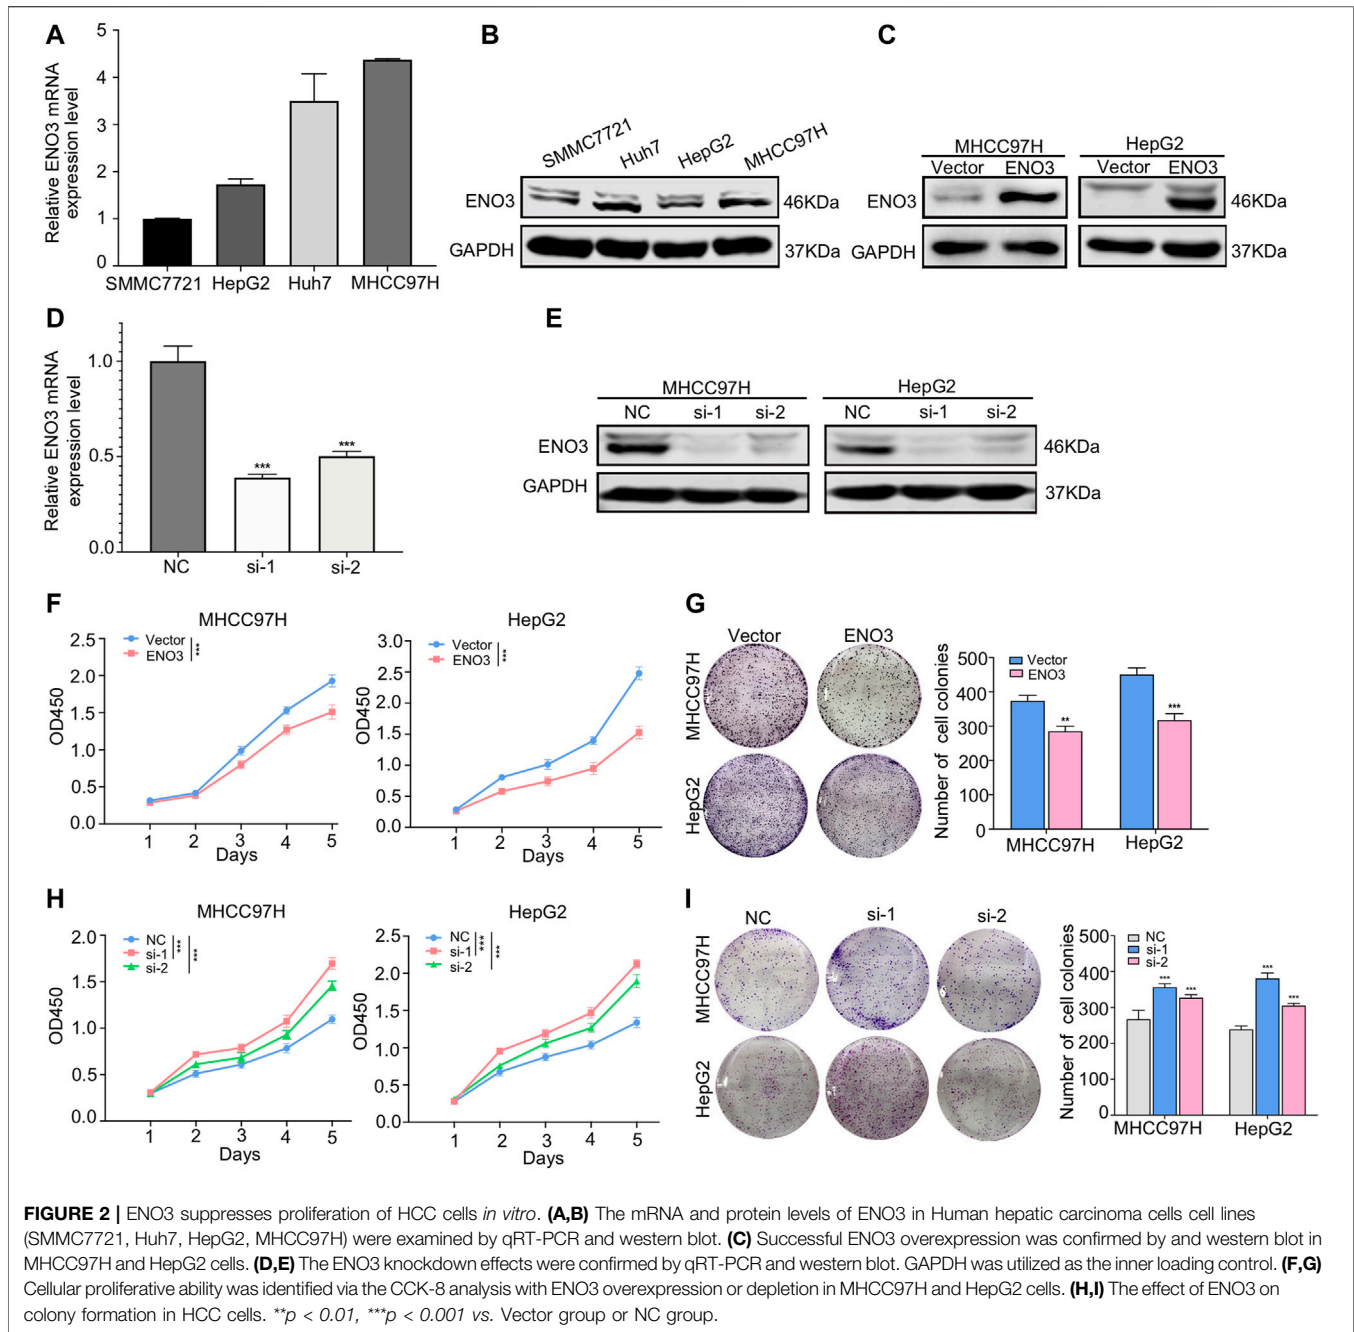 A
Relative ENO3 mRNA
expression level
5
4
3
2
1
0
SMMC7721 HepG2 Huh7 MHCC97H
B
SMMC7721 Huh7 HepG2 MHCC97H
ENO3 46KDa
GAPDH 37KDa
C
MHCC97H HepG2
Vector ENO3 Vector ENO3
ENO3 46KDa
GAPDH 37KDa
D
Relative ENO3 mRNA
expression level
1.0
0.5
0.0
***
***
NC si-1 si-2
E
MHCC97H HepG2
NC si-1 si-2 NC si-1 si-2
ENO3 46KDa
GAPDH 37KDa
F
MHCC97H
Vector
ENO3
***
OD450
2.5
2.0
1.5
1.0
0.5
0.0
1 2 3 4 5
Days
HepG2
Vector
ENO3
***
OD450
3.0
2.5
2.0
1.5
1.0
0.5
0.0
1 2 3 4 5
Days
G
Vector ENO3
MHCC97H
HepG2
Number of cell colonies
500
400
300
200
100
0
Vector
ENO3
**
***
MHCC97H HepG2
H
MHCC97H
NC
si-1
si-2
***
***
OD450
2.0
1.5
1.0
0.5
0.0
1 2 3 4 5
Days
HepG2
NC
si-1
si-2
***
***
OD450
2.5
2.0
1.5
1.0
0.5
0.0
1 2 3 4 5
Days
I
NC si-1 si-2
MHCC97H
HepG2
Number of cell colonies
500
400
300
200
100
0
NC
si-1
si-2
*** *** *** ***
MHCC97H HepG2
FIGURE 2 | ENO3 suppresses proliferation of HCC cells in vitro. (A,B) The mRNA and protein levels of ENO3 in Human hepatic carcinoma cells cell lines
(SMMC7721, Huh7, HepG2, MHCC97H) were examined by qRT-PCR and western blot. (C) Successful ENO3 overexpression was confirmed by and western blot in
MHCC97H and HepG2 cells. (D,E) The ENO3 knockdown effects were confirmed by qRT-PCR and western blot. GAPDH was utilized as the inner loading control. (F,G)
Cellular proliferative ability was identified via the CCK-8 analysis with ENO3 overexpression or depletion in MHCC97H and HepG2 cells. (H,I) The effect of ENO3 on
colony formation in HCC cells. **p < 0.01, ***p < 0.001 vs. Vector group or NC group.